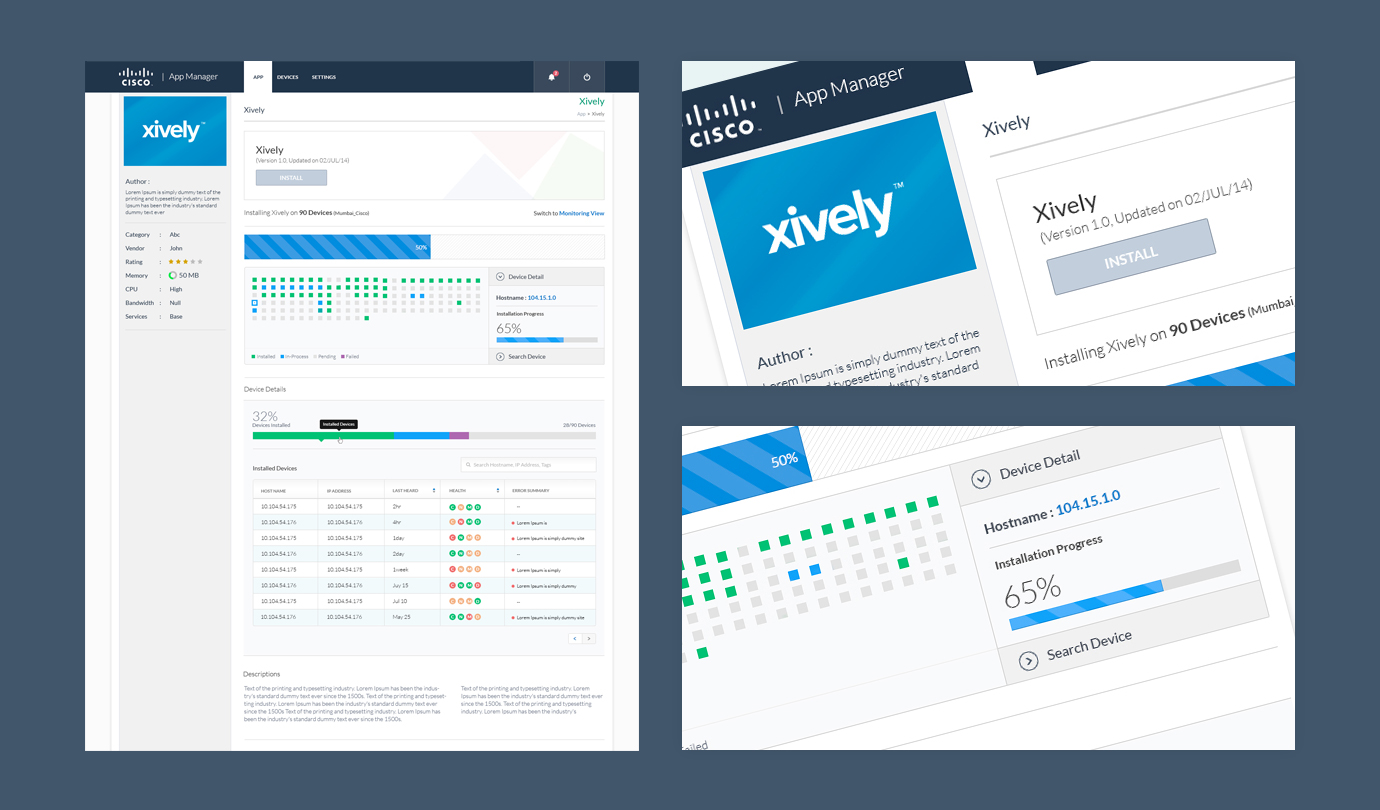 CISCO | App Manager
APP
DEVICES
SETTINGS
xively™
Author :
Lorem Ipsum is simply dummy text of the
printing and typesetting industry. Lorem
Ipsum has been the industry's standard
dummy text ever
Category : Abc
Vendor : John
Rating :
Memory : 50 MB
CPU : High
Bandwidth : Null
Services : Base
Xively
Xively
App » Xively
Xively
(Version 1.0, Updated on 02/JUL/14)
INSTALL
Installing Xively on 90 Devices (Mumbai_Cisco)
Switch to Monitoring View
50%
Installed
In-Process
Pending
Failed
Device Detail
Hostname : 104.15.1.0
Installation Progress
65%
Search Device
Device Details
32%
Devices Installed
Installed Devices
28/90 Devices
Installed Devices
Search Hostname, IP Address, Tags
HOST NAME IP ADDRESS LAST HEARD HEALTH ERROR SUMMARY
10.104.54.175 10.104.54.175 2hr C N M D --
10.104.54.176 10.104.54.175 4hr C N M D Lorem Ipsum is
10.104.54.175 10.104.54.175 1day C N M D Lorem Ipsum is simply dummy site
10.104.54.176 10.104.54.176 2day C N M D --
10.104.54.175 10.104.54.175 1week C N M D Lorem Ipsum is simply
10.104.54.176 10.104.54.176 Juy 15 C N M D Lorem Ipsum is simply dummy
10.104.54.175 10.104.54.175 Jul 10 C N M D --
10.104.54.176 10.104.54.176 May 25 C N M D Lorem Ipsum is simply dummy site
Descriptions
Text of the printing and typesetting industry. Lorem Ipsum has been the indus-
try's standard dummy text ever since the 1500s. Text of the printing and typeset-
ting industry. Lorem Ipsum has been the industry's standard dummy text ever
since the 1500s Text of the printing and typesetting industry. Lorem Ipsum has
been the industry's standard dummy text ever since the 1500s.
Text of the printing and typesetting industry. Lorem
Ipsum has been the industry's standard dummy text
ever since the 1500s. Text of the printing and
typesetting industry. Lorem Ipsum has been the
industry's standard dummy text ever since the 1500s.
CISCO™ | App Manager
xively™
Author :
Lorem Ipsum is simply dummy text of the
typesetting industry. Lorem
industry's standard
Xively
Xively
(Version 1.0, Updated on 02/JUL/14)
INSTALL
Installing Xively on 90 Devices (Mumbai
50%
Device Detail
Hostname : 104.15.1.0
Installation Progress
65%
Search Device
ailed